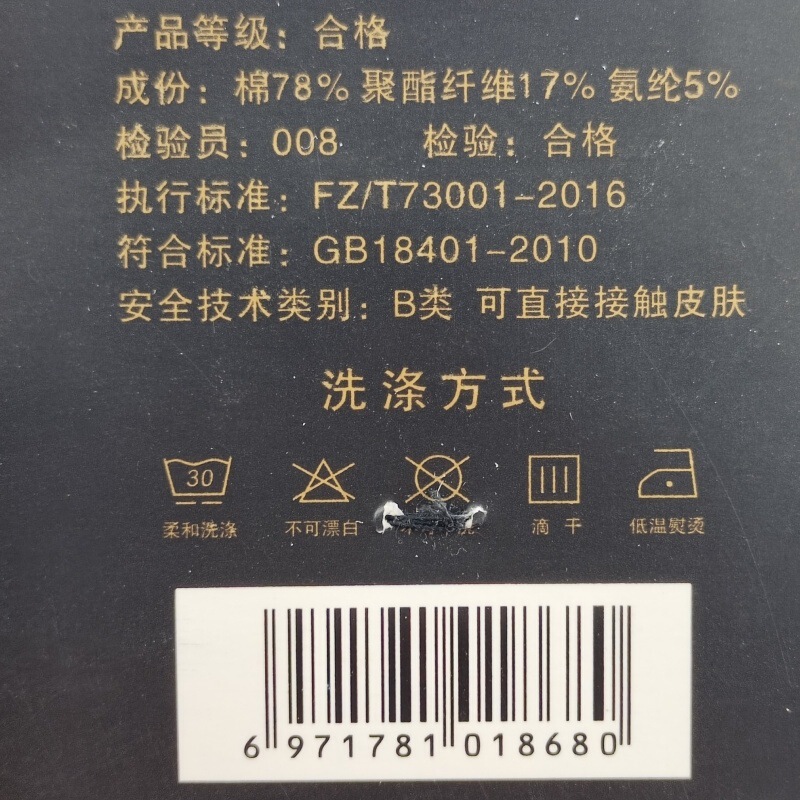 产品等级：合格
成份：棉78% 聚酯纤维17% 氨纶5%
检验员：008 检验：合格
执行标准：FZ/T73001-2016
符合标准：GB18401-2010
安全技术类别：B类 可直接接触皮肤
洗涤方式
30
柔和洗涤 不可漂白 滴干 低温熨烫
6 971781 018680